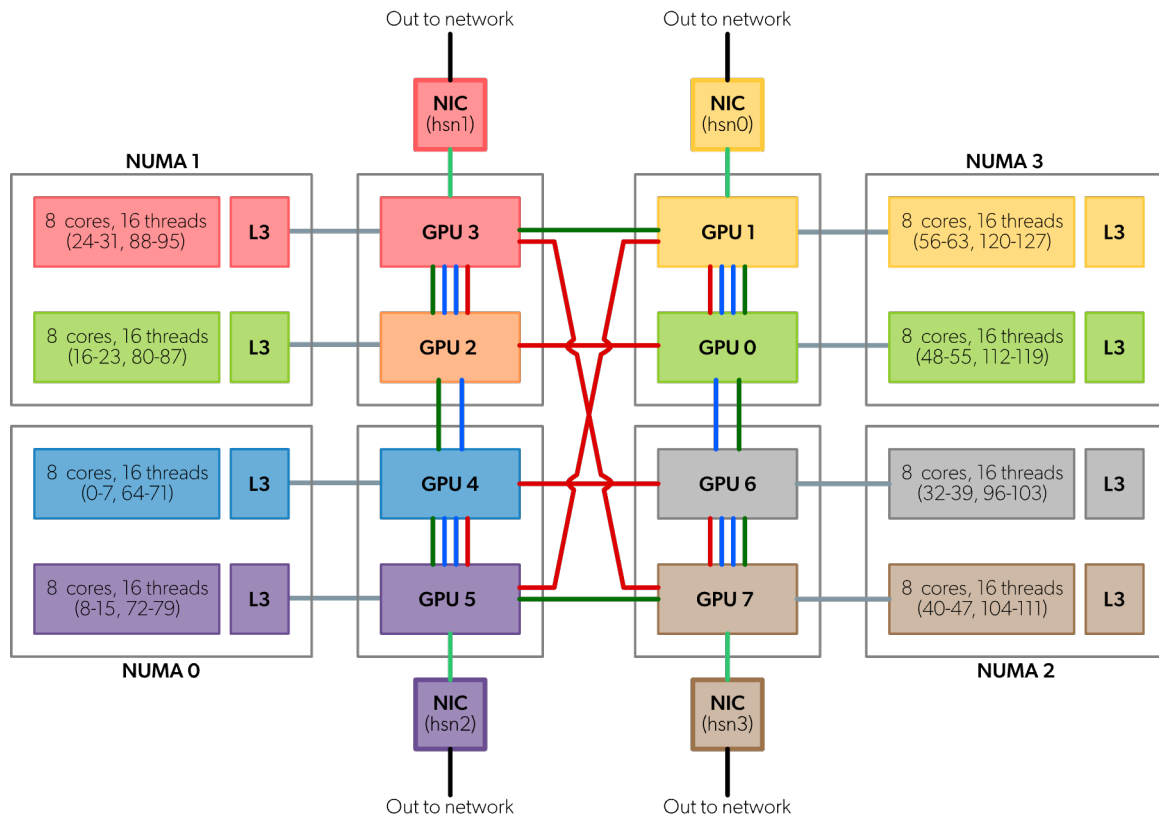 Out to network
Out to network
NIC
(hsn1)
NIC
(hsn0)
NUMA 1
NUMA 3
8 cores, 16 threads
(24-31, 88-95)
L3
GPU 3
GPU 1
8 cores, 16 threads
(56-63, 120-127)
L3
8 cores, 16 threads
(16-23, 80-87)
L3
GPU 2
GPU 0
8 cores, 16 threads
(48-55, 112-119)
L3
8 cores, 16 threads
(0-7, 64-71)
L3
GPU 4
GPU 6
8 cores, 16 threads
(32-39, 96-103)
L3
8 cores, 16 threads
(8-15, 72-79)
L3
GPU 5
GPU 7
8 cores, 16 threads
(40-47, 104-111)
L3
NUMA 0
NUMA 2
NIC
(hsn2)
NIC
(hsn3)
Out to network
Out to network